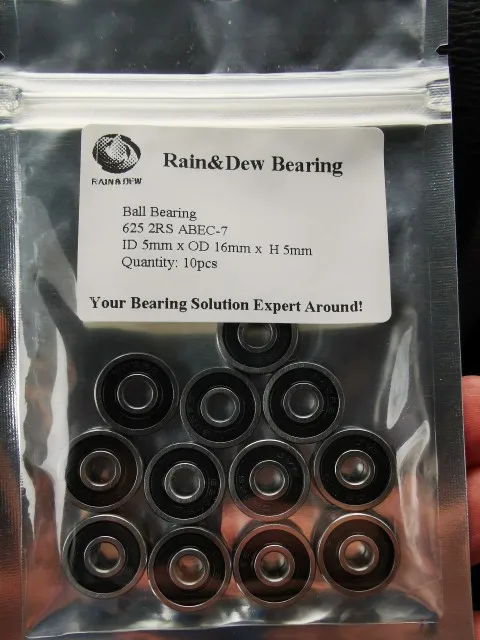 Rain&Dew Bearing
RAIN & DEW
Ball Bearing
625 2RS ABEC-7
ID 5mm x OD 16mm x H 5mm
Quantity: 10pcs
Your Bearing Solution Expert Around!